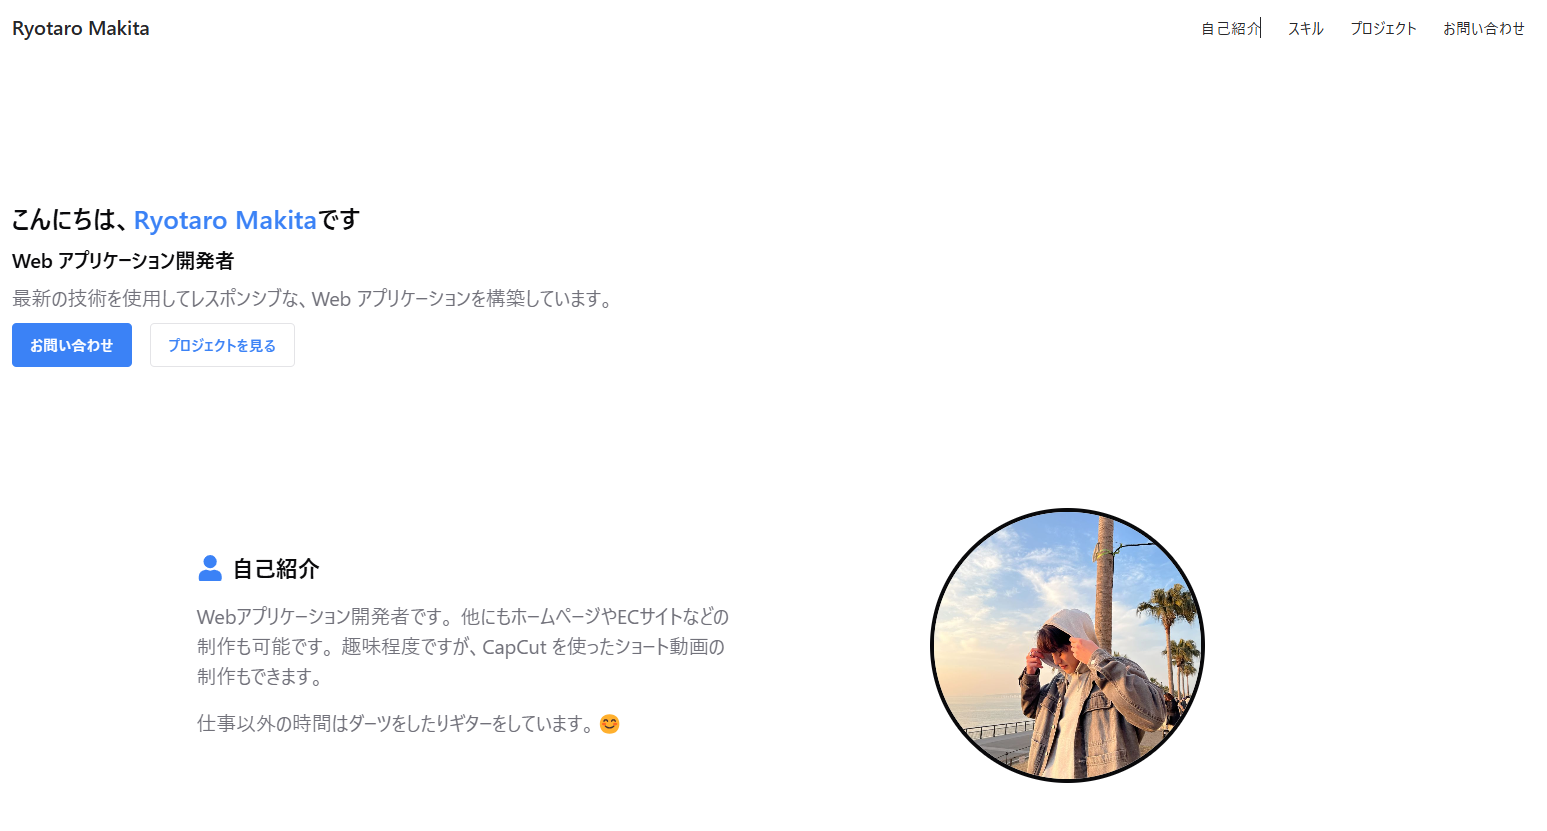 Ryotaro Makita
自己紹介 スキル プロジェクト お問い合わせ
こんにちは、Ryotaro Makitaです
Web アプリケーション開発者
最新の技術を使用してレスポンシブな、Web アプリケーションを構築しています。
お問い合わせ プロジェクトを見る
自己紹介
Webアプリケーション開発者です。他にもホームページやECサイトなどの
制作も可能です。趣味程度ですが、CapCut を使ったショート動画の
制作もできます。
仕事以外の時間はダーツをしたりギターをしています。😊